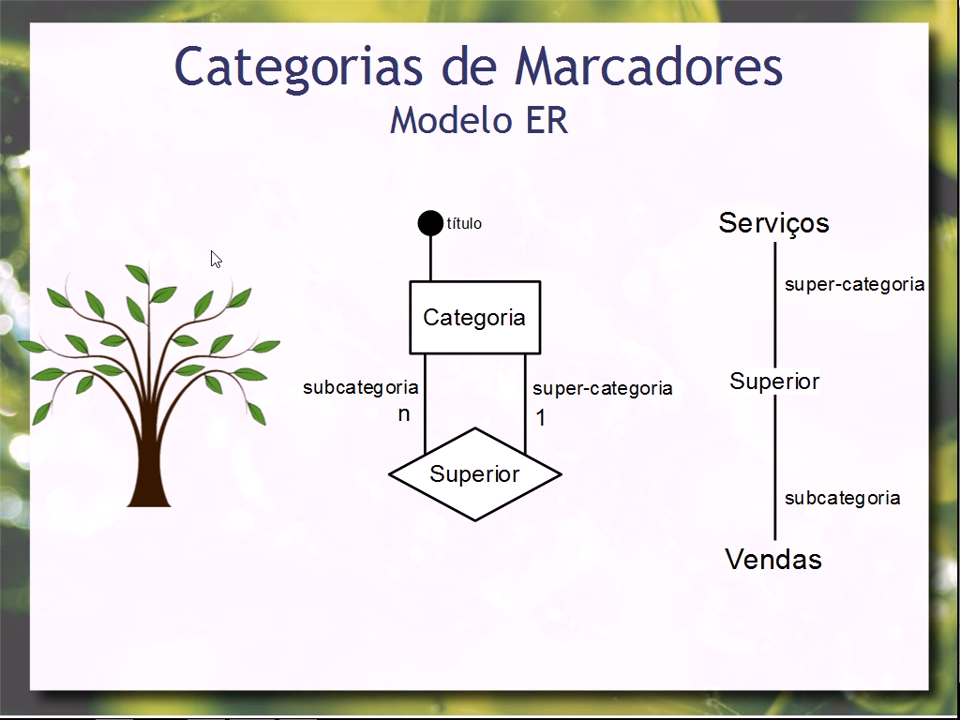 Categorias de Marcadores
Modelo ER
título
Categoria
subcategoria
n
super-categoria
1
Superior
Serviços
super-categoria
Superior
subcategoria
Vendas